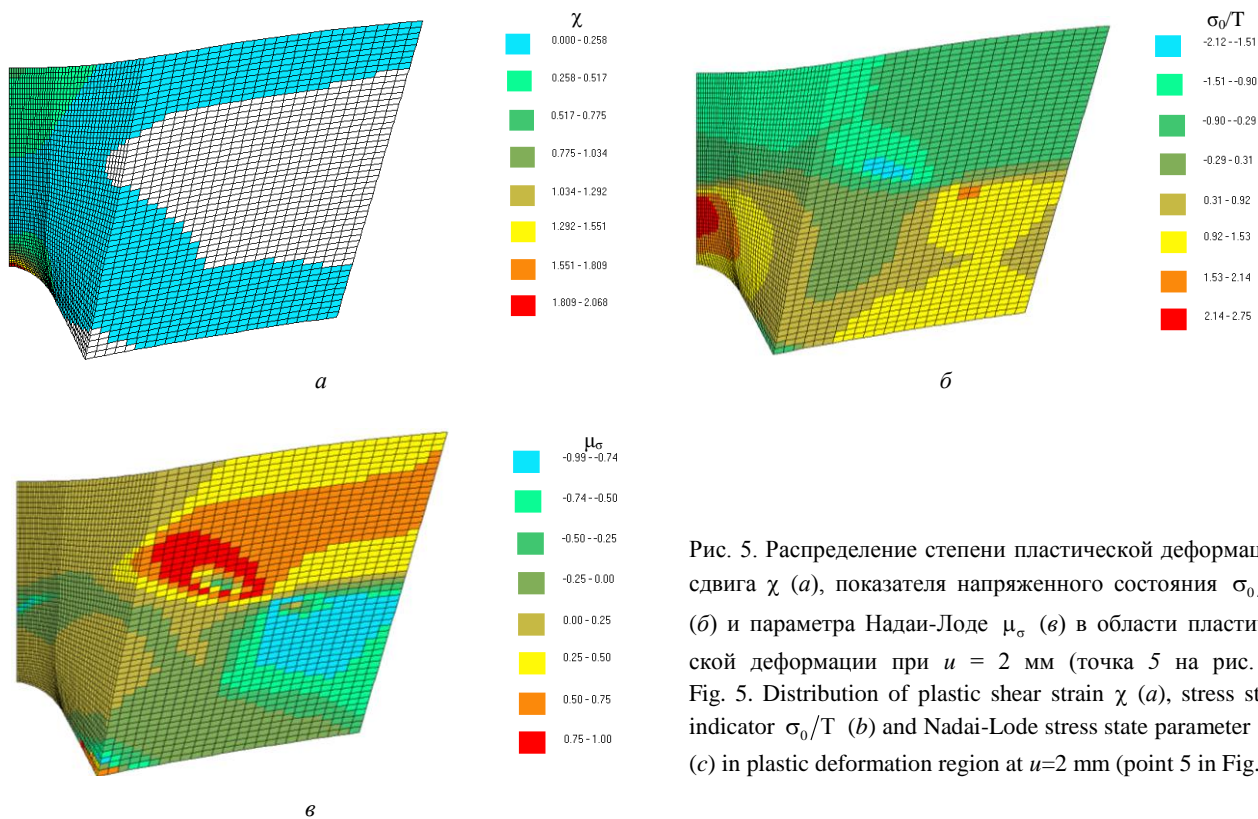 χ
0.000 - 0.258
0.258 - 0.517
0.517 - 0.775
0.775 - 1.034
1.034 - 1.292
1.292 - 1.551
1.551 - 1.809
1.809 - 2.068
а
σ₀/T
-2.12 - -1.51
-1.51 - -0.90
-0.90 - -0.29
-0.29 - 0.31
0.31 - 0.92
0.92 - 1.53
1.53 - 2.14
2.14 - 2.75
б
μσ
-0.99 - -0.74
-0.74 - -0.50
-0.50 - -0.25
-0.25 - 0.00
0.00 - 0.25
0.25 - 0.50
0.50 - 0.75
0.75 - 1.00
в
Рис. 5. Распределение степени пластической деформац
сдвига χ (а), показателя напряженного состояния σ₀
(б) и параметра Надаи-Лоде μσ (в) в области пласти
ской деформации при u = 2 мм (точка 5 на рис.
Fig. 5. Distribution of plastic shear strain χ (a), stress st
indicator σ₀/T (b) and Nadai-Lode stress state parameter
(c) in plastic deformation region at u=2 mm (point 5 in Fig.